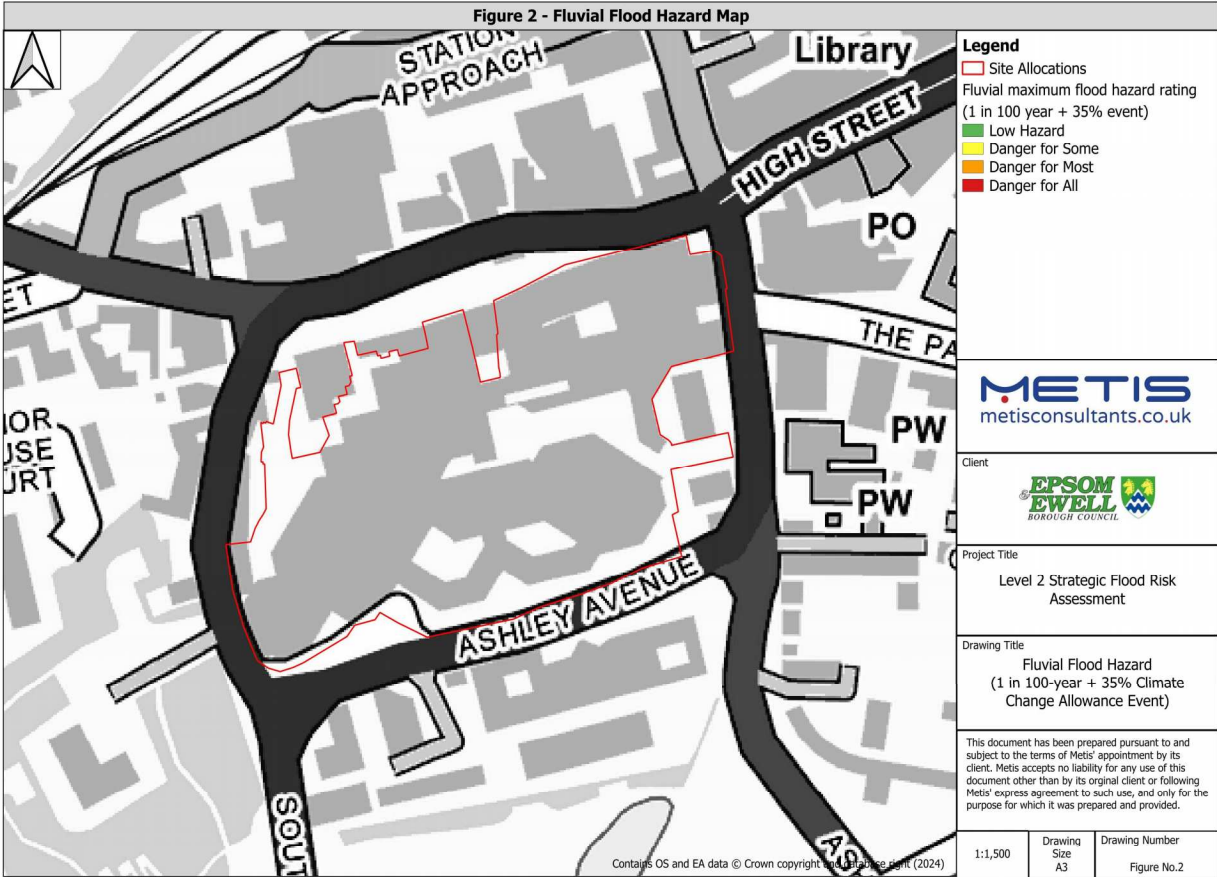 Figure 2 - Fluvial Flood Hazard Map
STATION
APPROACH
Library
HIGH STREET
PO
ET
THE PA
IOR
USE
URT
PW
PW
ASHLEY AVENUE
SOUT
AS
Contains OS and EA data © Crown copyright and database right (2024)
Legend
Site Allocations
Fluvial maximum flood hazard rating
(1 in 100 year + 35% event)
Low Hazard
Danger for Some
Danger for Most
Danger for All
METIS
metisconsultants.co.uk
Client
EPSOM
& EWELL
BOROUGH COUNCIL
Project Title
Level 2 Strategic Flood Risk
Assessment
Drawing Title
Fluvial Flood Hazard
(1 in 100-year + 35% Climate
Change Allowance Event)
This document has been prepared pursuant to and
subject to the terms of Metis' appointment by its
client. Metis accepts no liability for any use of this
document other than by its orginal client or following
Metis' express agreement to such use, and only for the
purpose for which it was prepared and provided.
1:1,500
Drawing
Size
A3
Drawing Number
Figure No.2